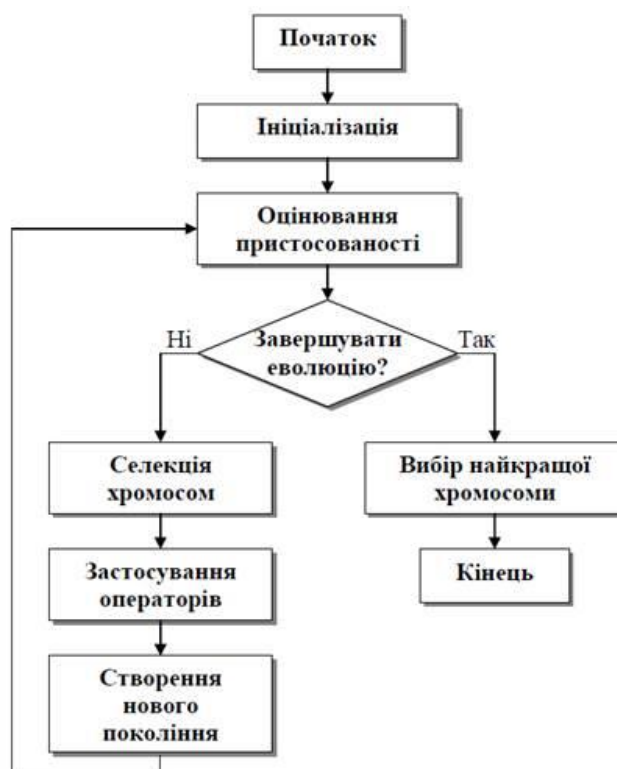 Початок
Ініціалізація
Оцінювання
пристосованості
Завершувати
еволюцію?
Ні
Так
Селекція
хромосом
Вибір найкращої
хромосоми
Застосування
операторів
Кінець
Створення
нового
покоління